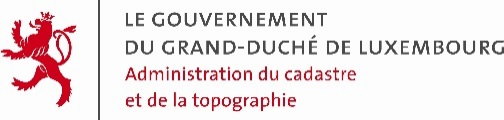 LE GOUVERNEMENT
DU GRAND-DUCHÉ DE LUXEMBOURG
Administration du cadastre
et de la topographie